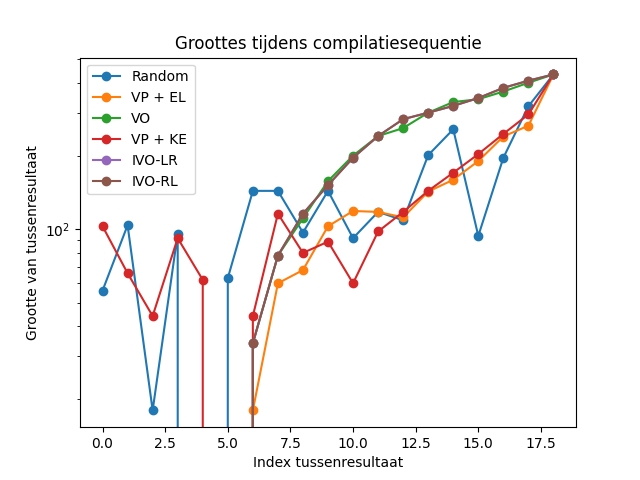 Groottes tijdens compilatiesequentie
Random
VP + EL
VO
VP + KE
IVO-LR
IVO-RL
Grootte van tussenresultaat
10²
0.0 2.5 5.0 7.5 10.0 12.5 15.0 17.5
Index tussenresultaat